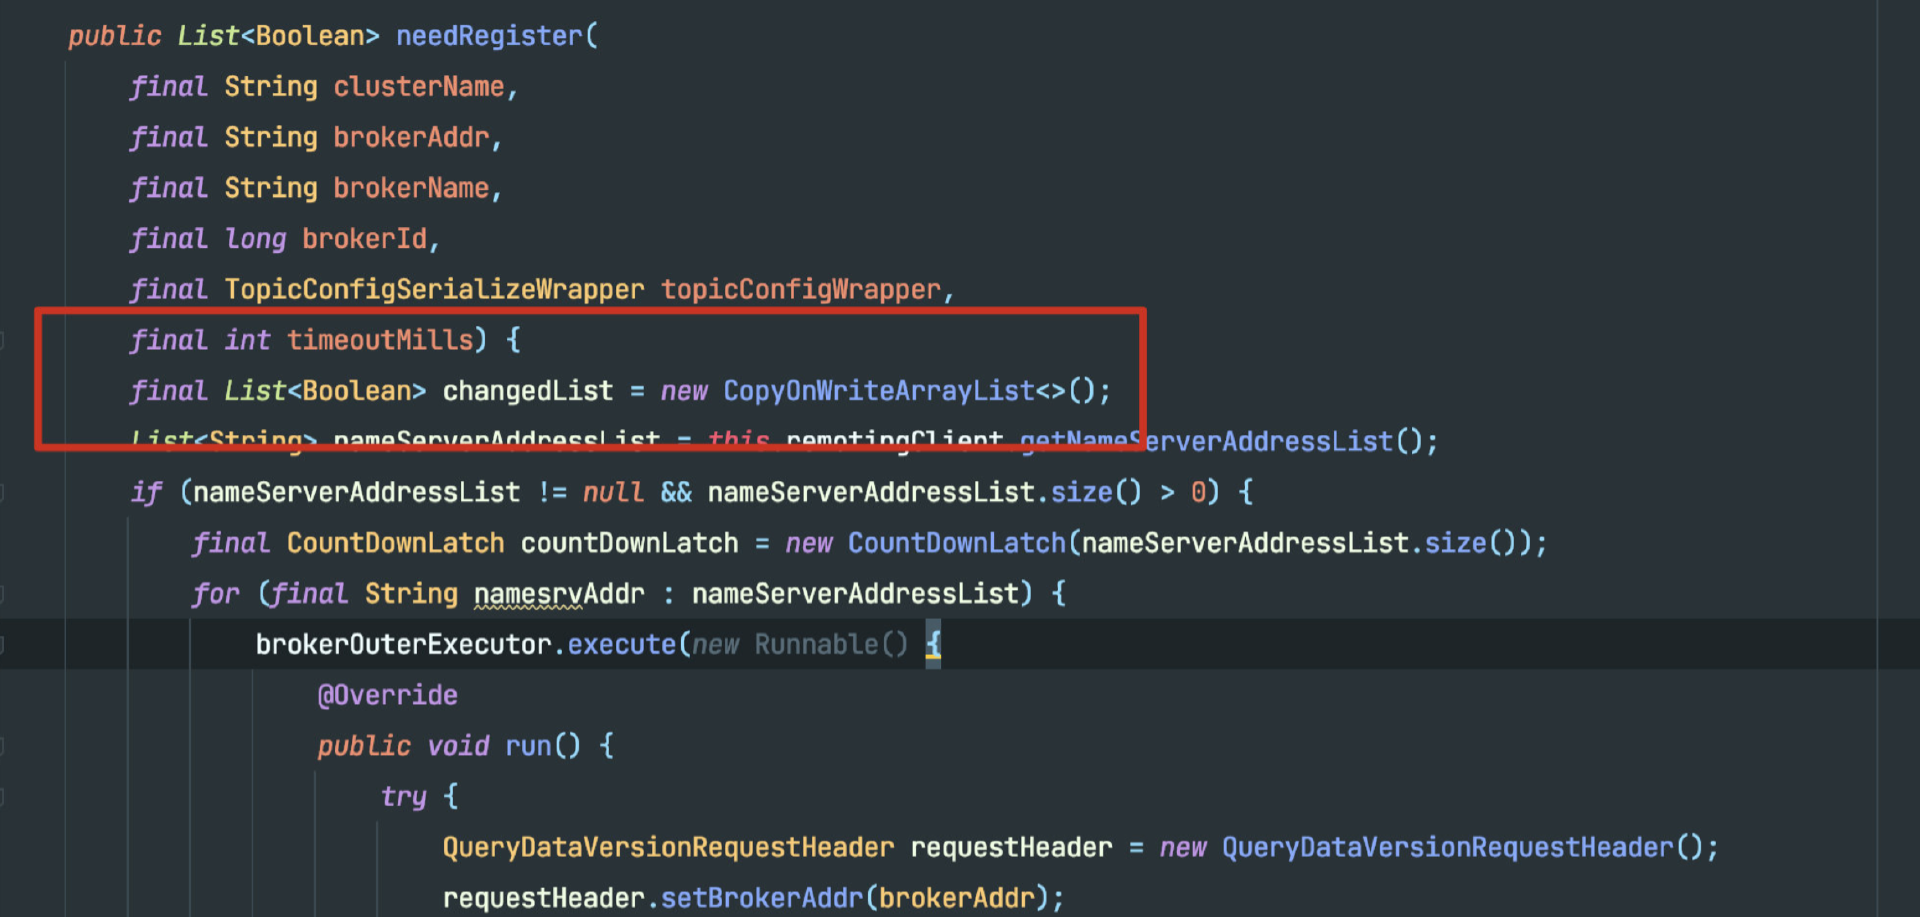 public List<Boolean> needRegister(
final String clusterName,
final String brokerAddr,
final String brokerName,
final long brokerId,
final TopicConfigSerializeWrapper topicConfigWrapper,
final int timeoutMills) {
final List<Boolean> changedList = new CopyOnWriteArrayList<>();
List<String> nameServerAddressList = this.remotingClient.getNameServerAddressList();
if (nameServerAddressList != null && nameServerAddressList.size() > 0) {
final CountDownLatch countDownLatch = new CountDownLatch(nameServerAddressList.size());
for (final String namesrvAddr : nameServerAddressList) {
brokerOuterExecutor.execute(new Runnable() {
@Override
public void run() {
try {
QueryDataVersionRequestHeader requestHeader = new QueryDataVersionRequestHeader();
requestHeader.setBrokerAddr(brokerAddr);